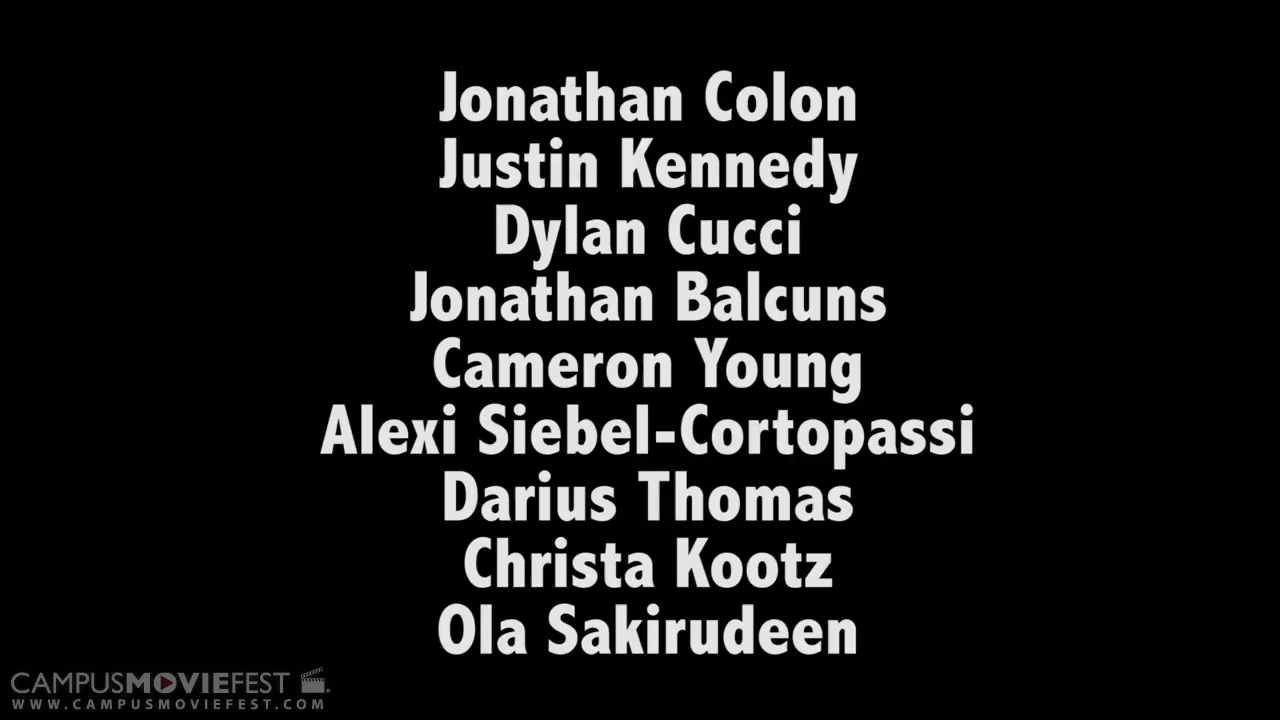 Jonathan Colon
Justin Kennedy
Dylan Cucci
Jonathan Balcuns
Cameron Young
Alexi Siebel-Cortopassi
Darius Thomas
Christa Kootz
Ola Sakirudeen
CAMPUSMOVIEFEST
WWW.CAMPUSMOVIEFEST.COM